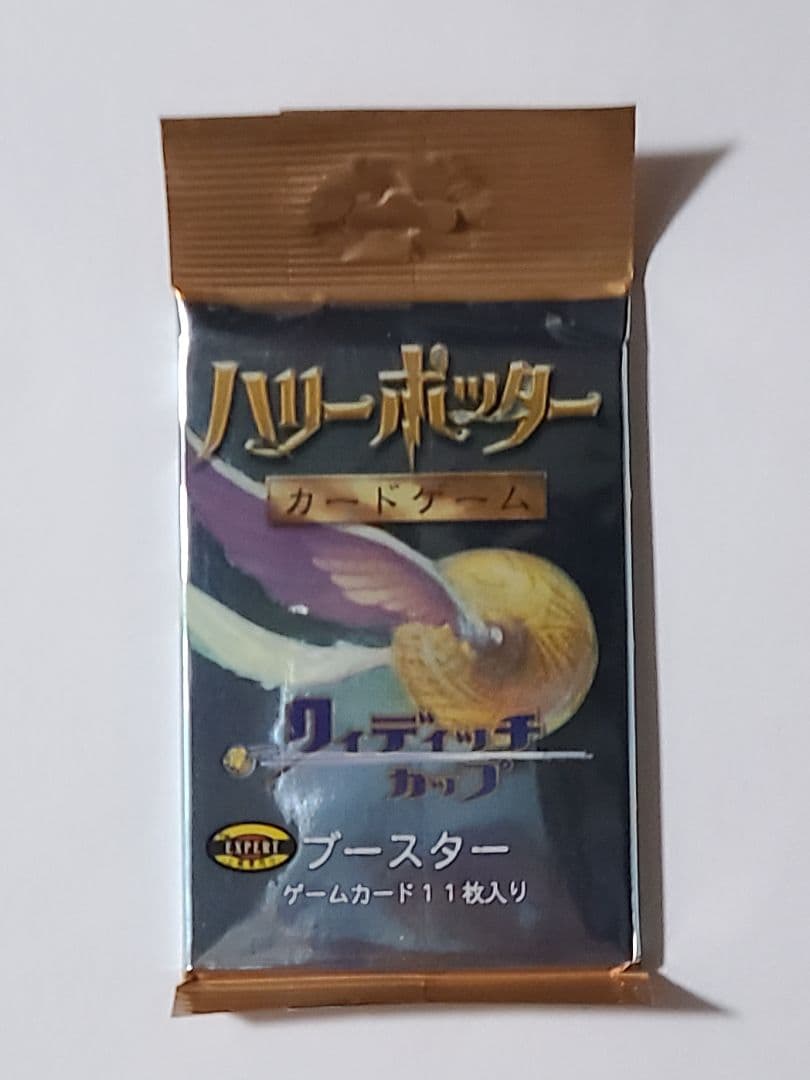 ハリー・ポッター
カードゲーム
クィディッチ
カップ
EXPERT
ブースター
ゲームカード11枚入り